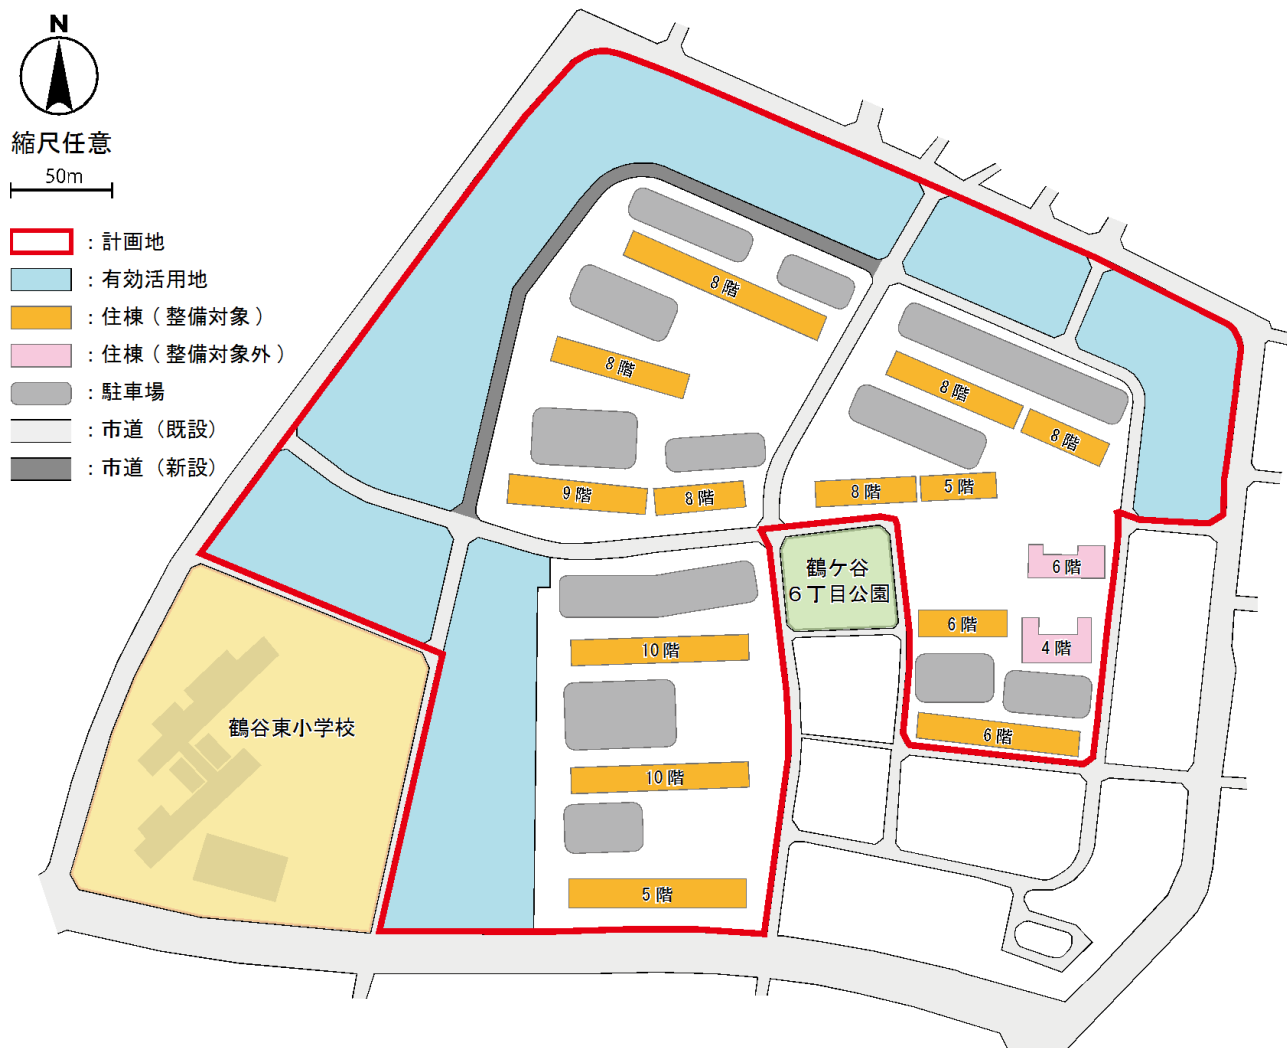 N
縮尺任意
50m
：計画地
：有効活用地
：住棟（整備対象）
：住棟（整備対象外）
：駐車場
：市道（既設）
：市道（新設）
8階
8階
9階
8階
8階
8階
8階
5階
鶴ケ谷
６丁目公園
6階
6階
4階
6階
10階
10階
5階
鶴谷東小学校